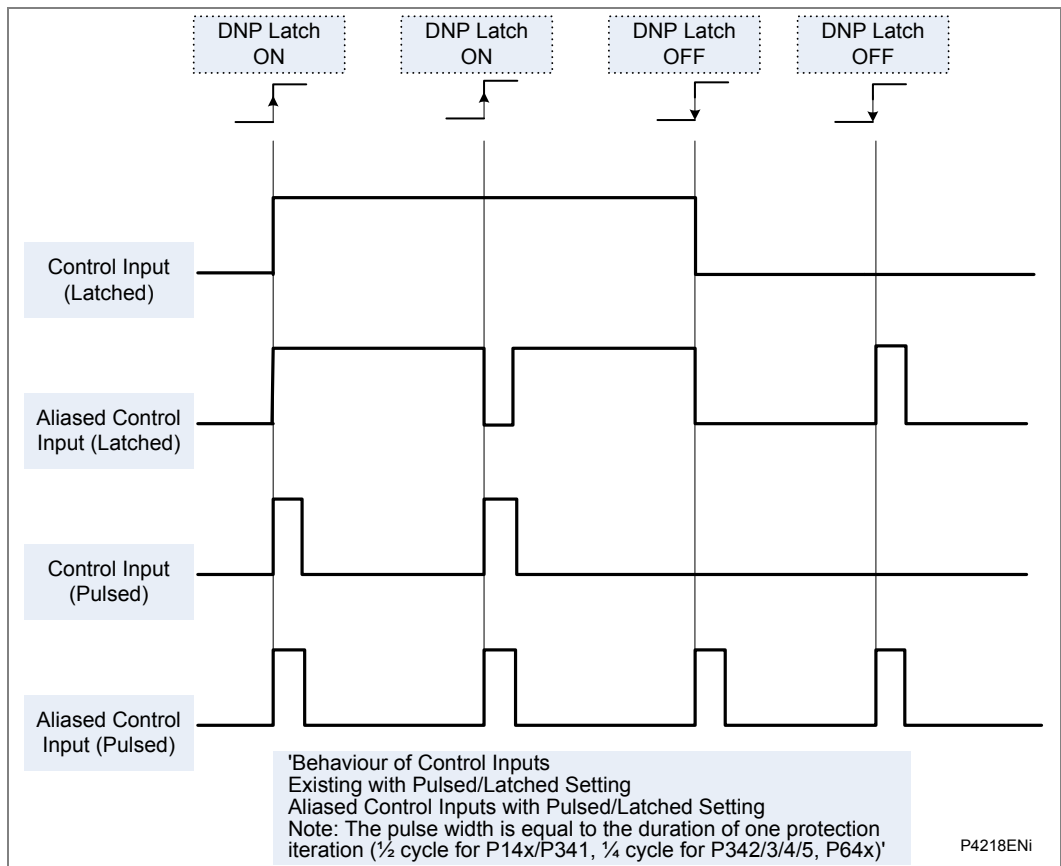 DNP Latch
ON
DNP Latch
ON
DNP Latch
OFF
DNP Latch
OFF
Control Input
(Latched)
Aliased Control
Input (Latched)
Control Input
(Pulsed)
Aliased Control
Input (Pulsed)
'Behaviour of Control Inputs
Existing with Pulsed/Latched Setting
Aliased Control Inputs with Pulsed/Latched Setting
Note: The pulse width is equal to the duration of one protection
iteration (½ cycle for P14x/P341, ¼ cycle for P342/3/4/5, P64x)'
P4218ENi